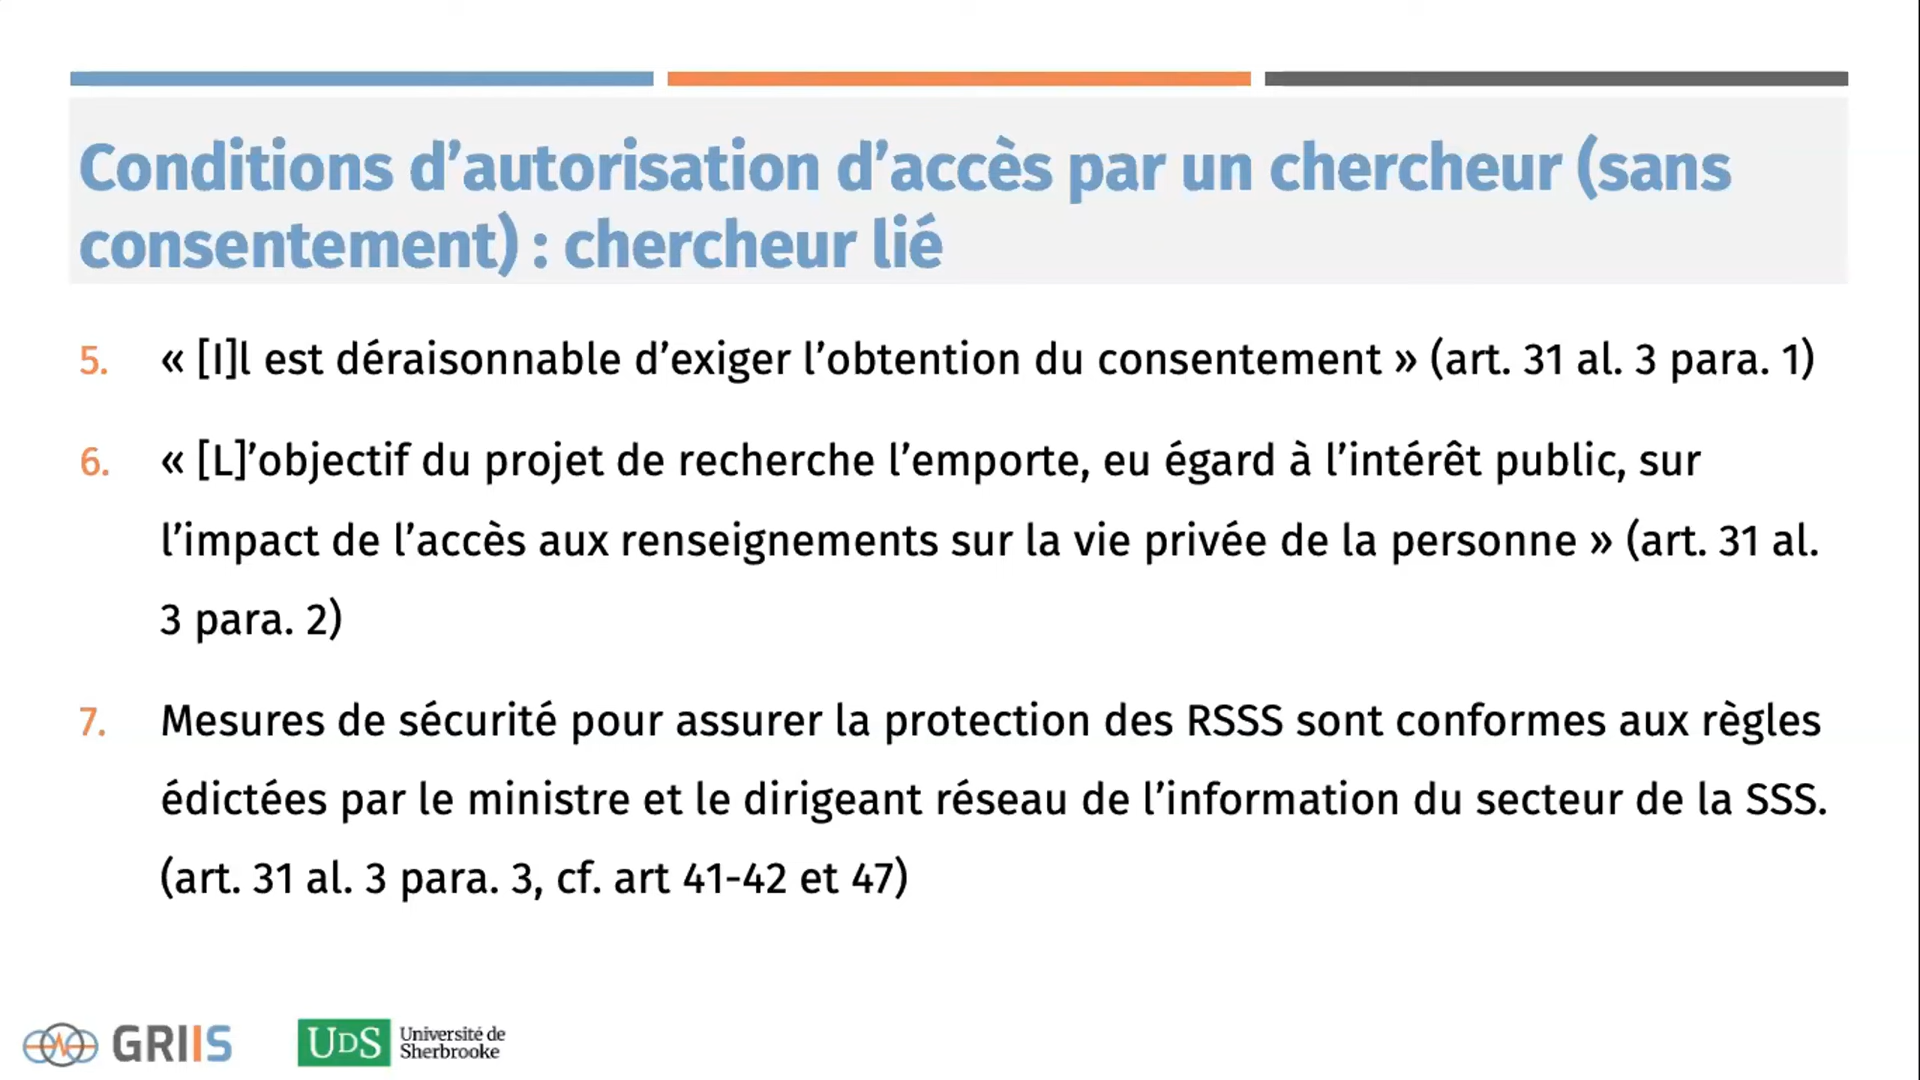 Conditions d’autorisation d’accès par un chercheur (sans
consentement) : chercheur lié
5. « [I]l est déraisonnable d’exiger l’obtention du consentement » (art. 31 al. 3 para. 1)
6. « [L]’objectif du projet de recherche l’emporte, eu égard à l’intérêt public, sur
l’impact de l’accès aux renseignements sur la vie privée de la personne » (art. 31 al.
3 para. 2)
7. Mesures de sécurité pour assurer la protection des RSSS sont conformes aux règles
édictées par le ministre et le dirigeant réseau de l’information du secteur de la SSS.
(art. 31 al. 3 para. 3, cf. art 41-42 et 47)
GRIIS
UDS Université de
Sherbrooke